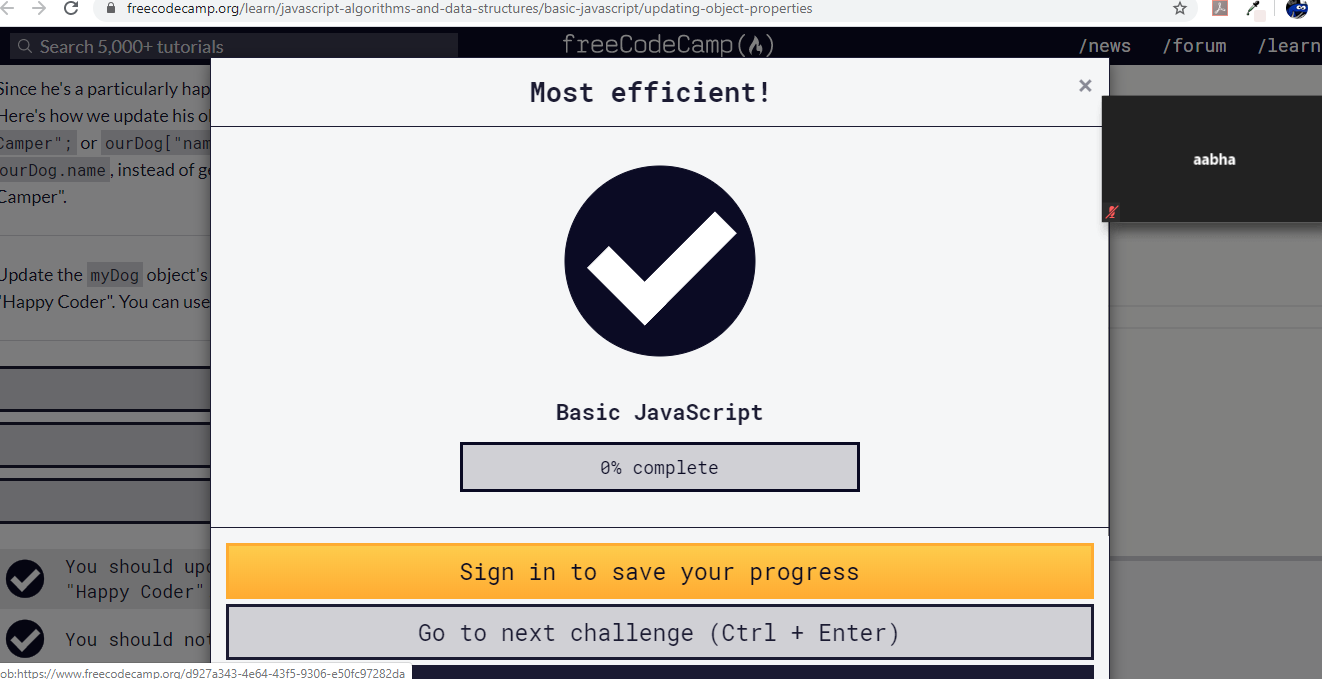 freecodecamp.org/learn/javascript-algorithms-and-data-structures/basic-javascript/updating-object-properties
Search 5,000+ tutorials
freeCodeCamp(🔥)
/news /forum /learn
Since he's a particularly hap
Here's how we update his o
Camper"; or ourDog["nam
ourDog.name, instead of ge
Camper".
Update the myDog object's
"Happy Coder". You can use
You should upd
"Happy Coder"
You should not
Most efficient!
×
aabha
Basic JavaScript
0% complete
Sign in to save your progress
Go to next challenge (Ctrl + Enter)
ob:https://www.freecodecamp.org/d927a343-4e64-43f5-9306-e50fc97282da